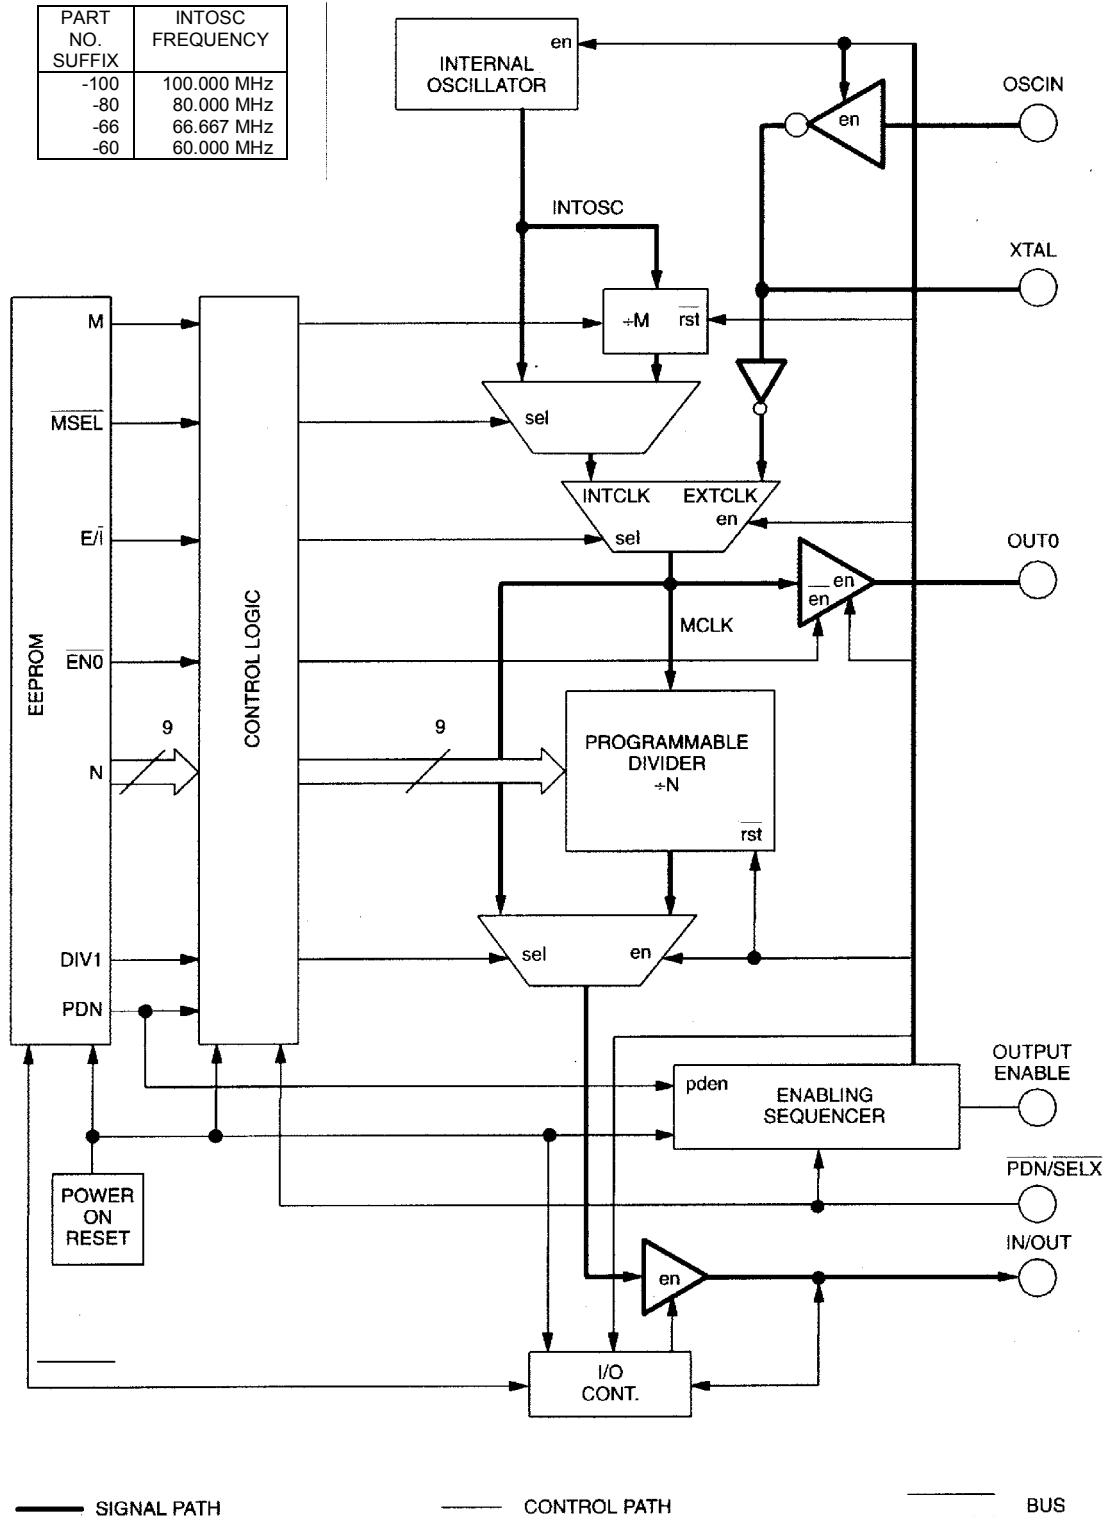 PART NO. SUFFIX INTOSC FREQUENCY
-100 100.000 MHz
-80 80.000 MHz
-66 66.667 MHz
-60 60.000 MHz
en
INTERNAL
OSCILLATOR
en
OSCIN
INTOSC
XTAL
M
÷M
rst
MSEL
sel
INTCLK
EXTCLK
en
E/I
sel
OUT0
en
en
MCLK
EEPROM
CONTROL LOGIC
EN0
9
9
N
PROGRAMMABLE
DIVIDER
÷N
rst
DIV1
sel
en
PDN
OUTPUT
ENABLE
pden
ENABLING
SEQUENCER
PDN/SELX
POWER
ON
RESET
IN/OUT
en
I/O
CONT.
SIGNAL PATH
CONTROL PATH
BUS